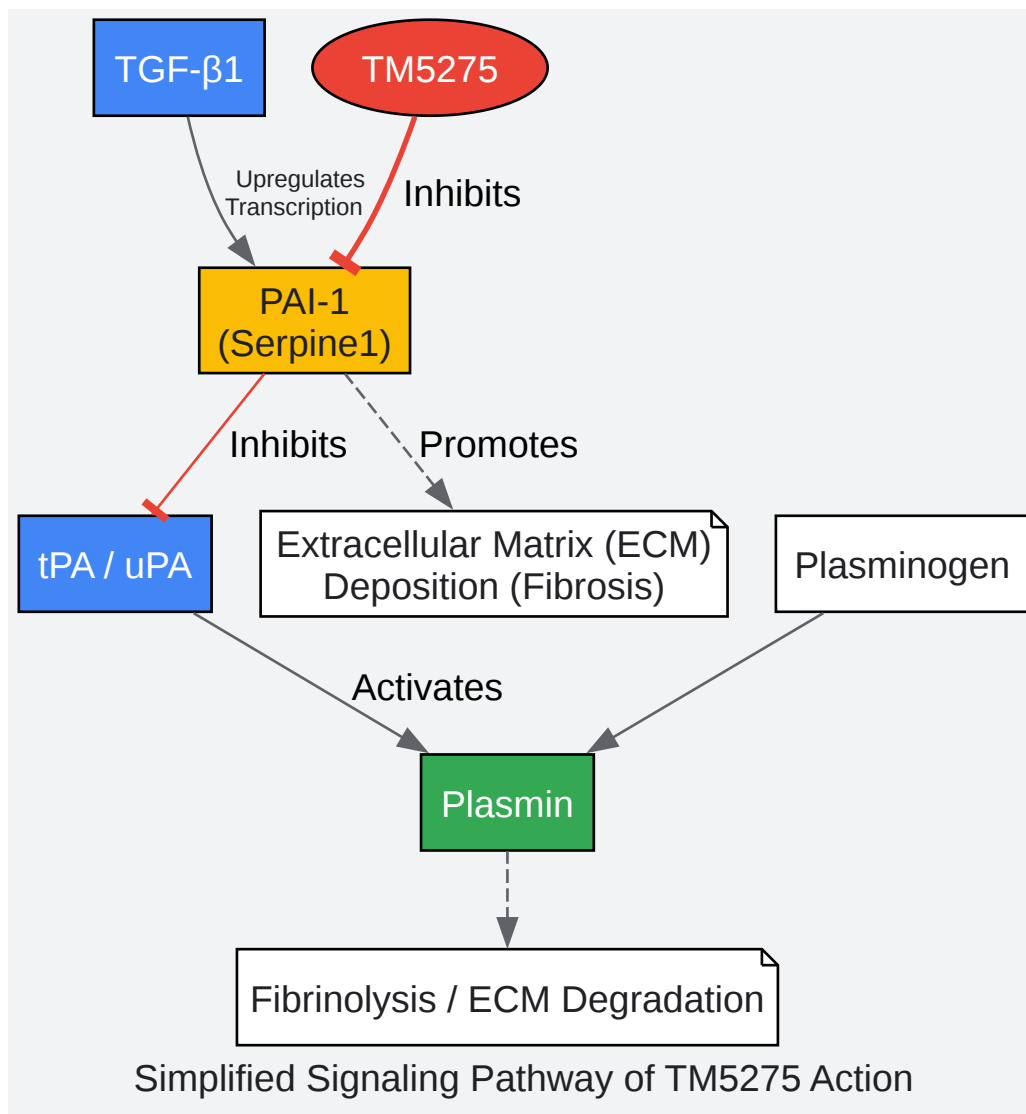 TGF-β1
TM5275
Upregulates
Transcription
Inhibits
PAI-1
(Serpine1)
Inhibits
Promotes
tPA / uPA
Extracellular Matrix (ECM)
Deposition (Fibrosis)
Plasminogen
Activates
Plasmin
Fibrinolysis / ECM Degradation
Simplified Signaling Pathway of TM5275 Action